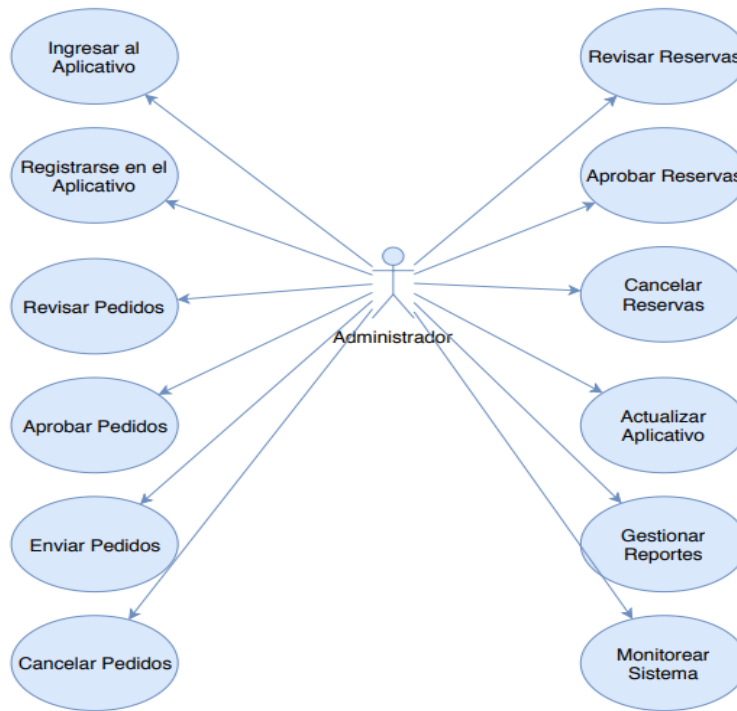 Ingresar al
Aplicativo
Registrarse en el
Aplicativo
Revisar Pedidos
Aprobar Pedidos
Enviar Pedidos
Cancelar Pedidos
Administrador
Revisar Reservas
Aprobar Reservas
Cancelar
Reservas
Actualizar
Aplicativo
Gestionar
Reportes
Monitorear
Sistema